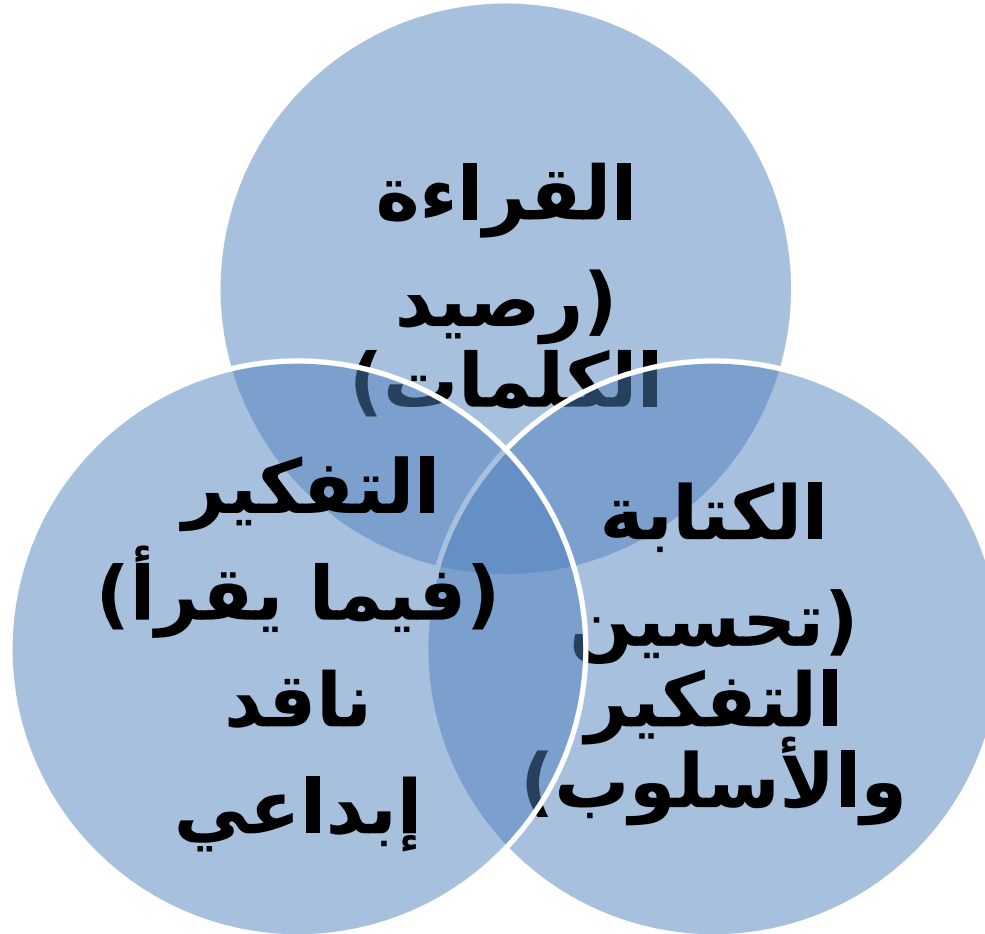 القراءة
(رصيد
الكلمات)
الكتابة
(تحسين
التفكير
والأسلوب)
التفكير
(فيما يقرأ)
ناقد
إبداعي